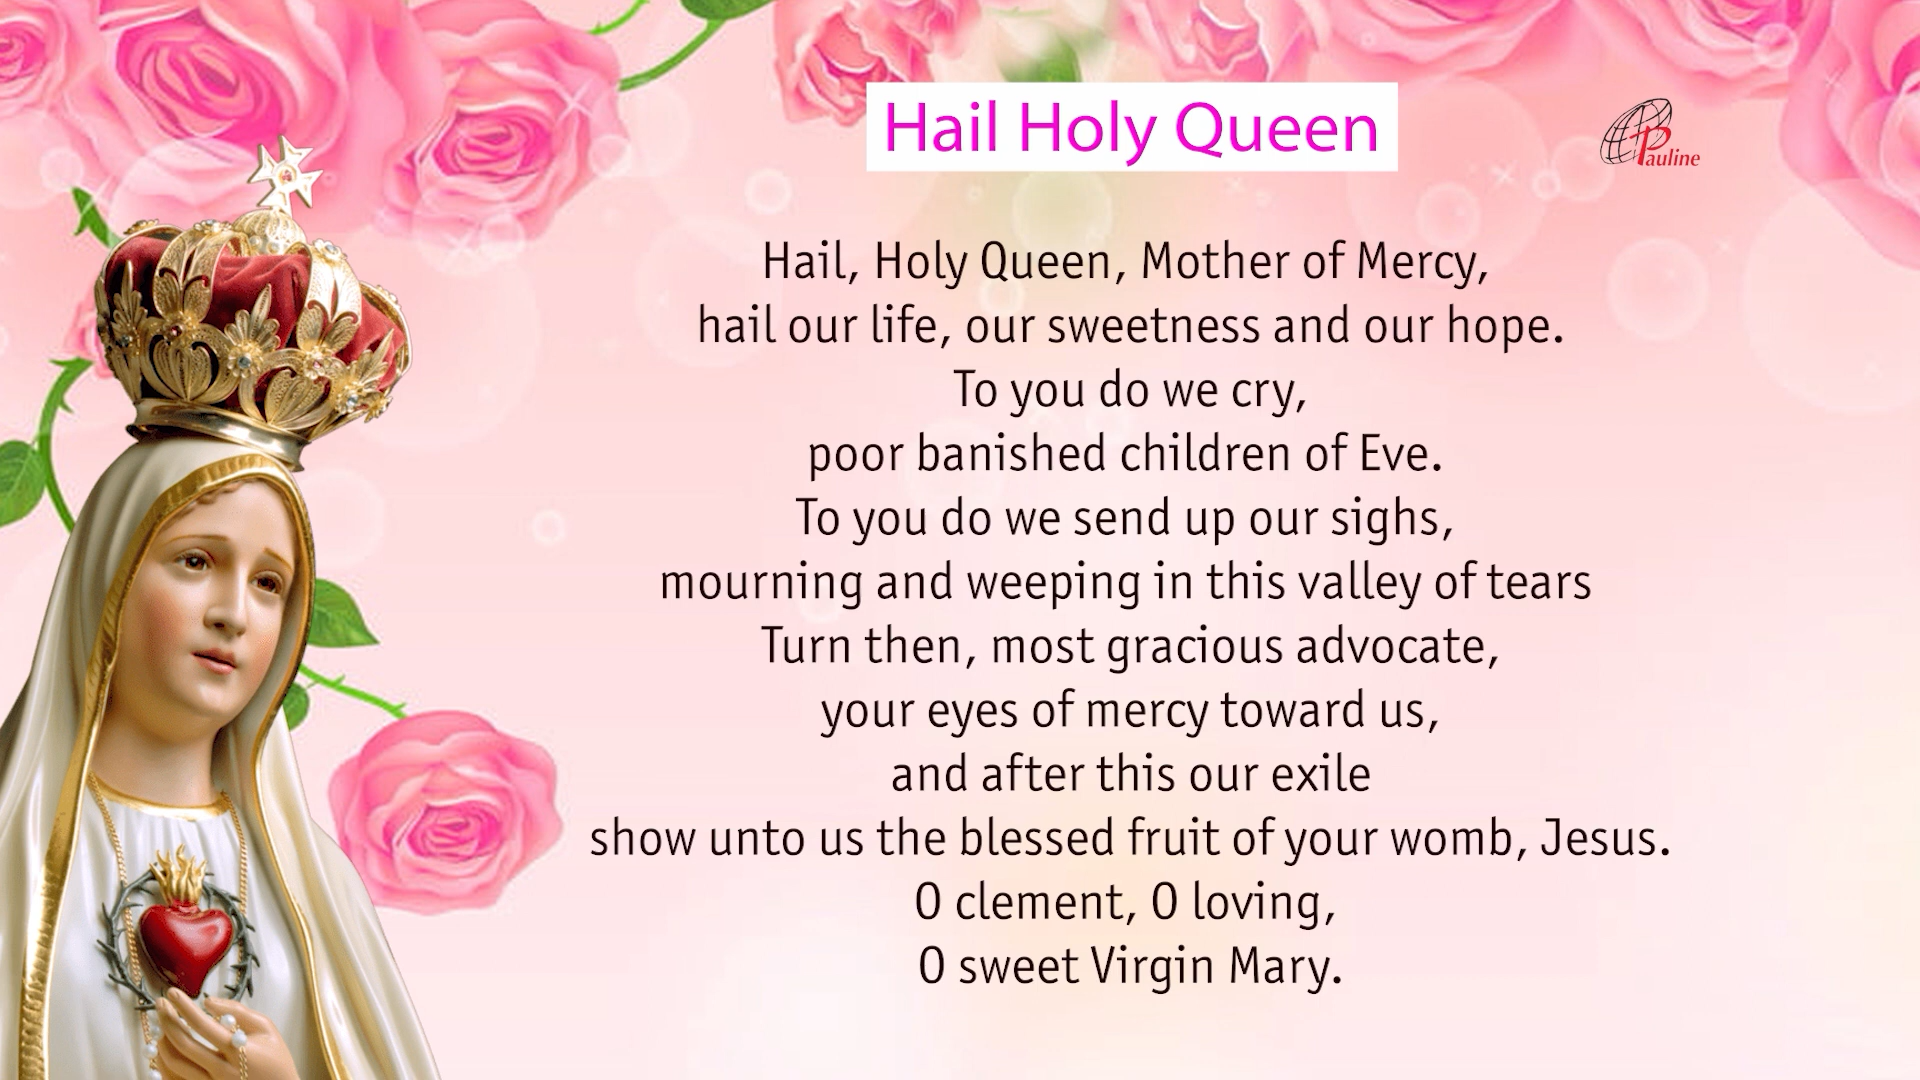 Hail Holy Queen
Pauline
Hail, Holy Queen, Mother of Mercy,
hail our life, our sweetness and our hope.
To you do we cry,
poor banished children of Eve.
To you do we send up our sighs,
mourning and weeping in this valley of tears
Turn then, most gracious advocate,
your eyes of mercy toward us,
and after this our exile
show unto us the blessed fruit of your womb, Jesus.
O clement, O loving,
O sweet Virgin Mary.